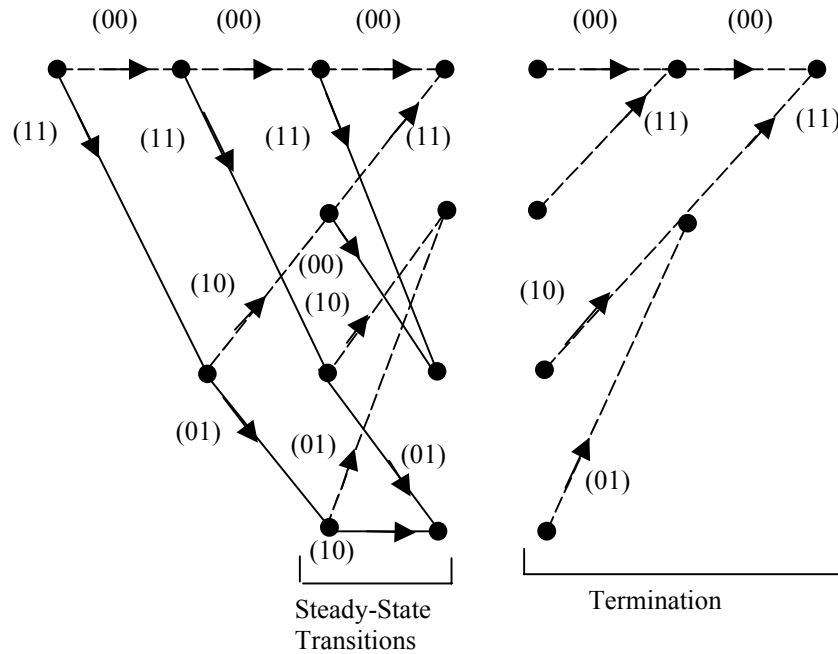 (00) (00) (00) (00) (00)
(11) (11) (11) (11) (11) (11)
(00)
(10) (10) (10)
(01) (01) (01) (01)
(10)
Steady-State
Transitions
Termination